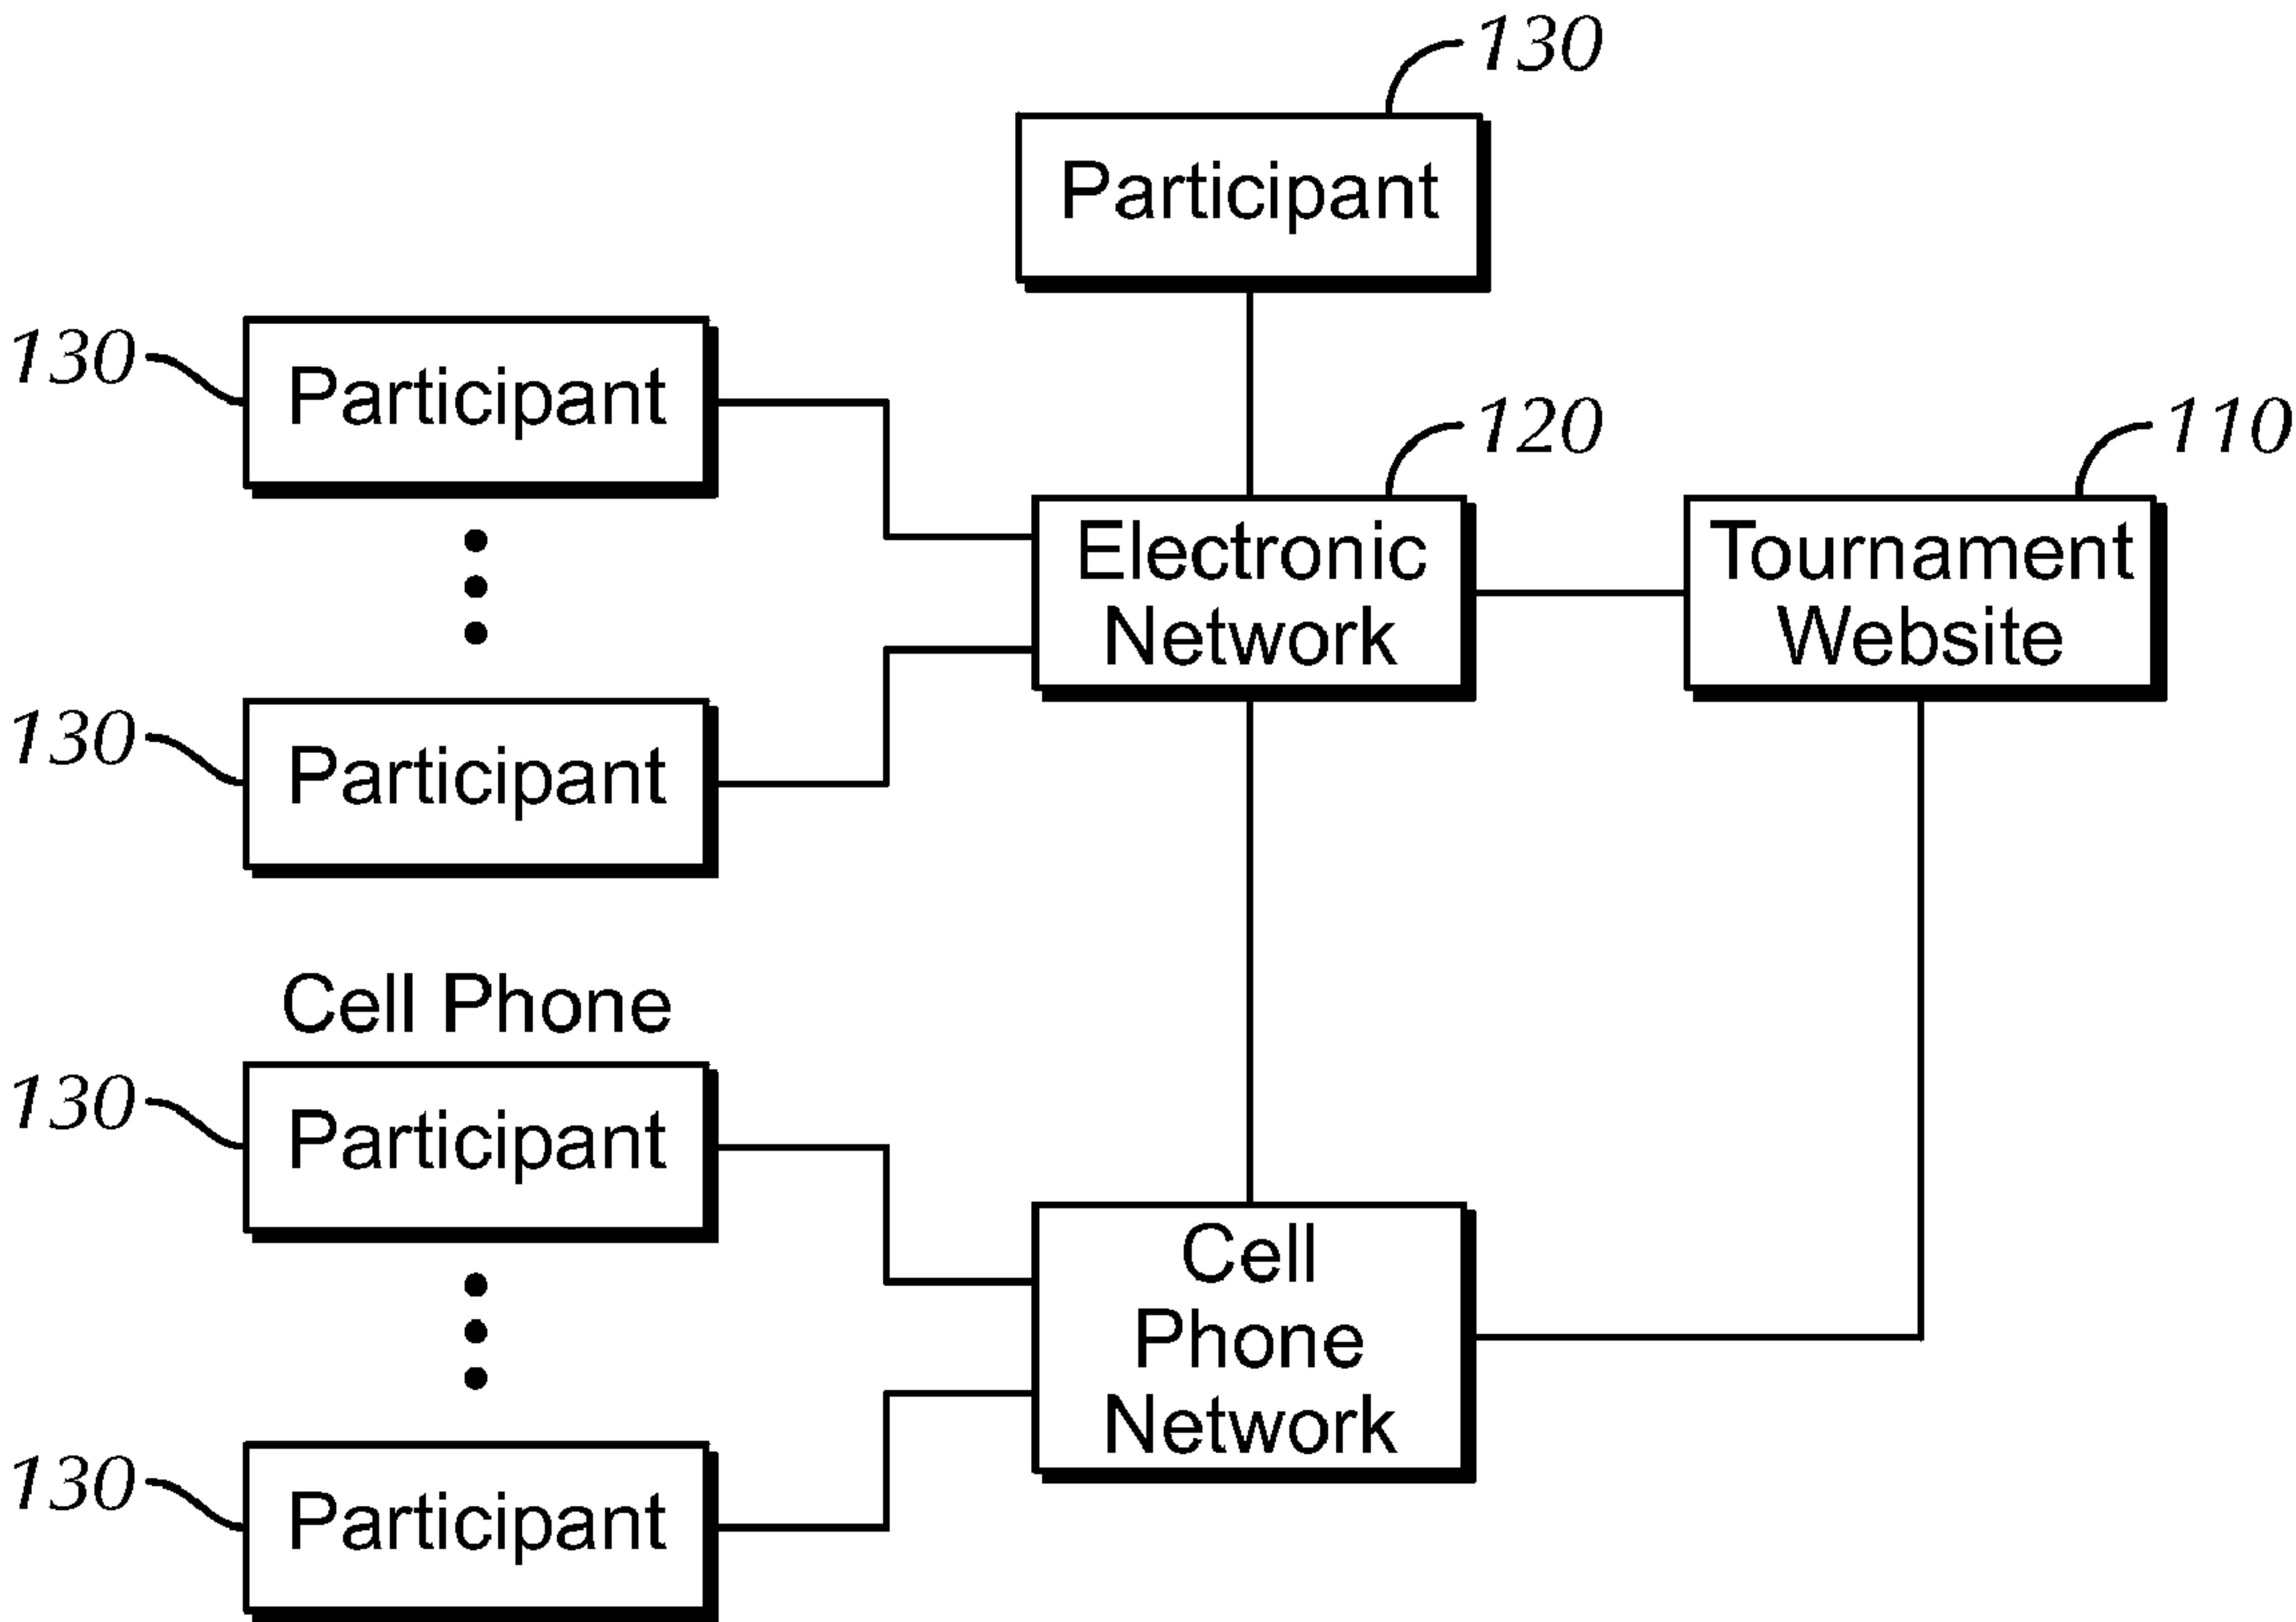 130
Participant
130
Participant
120
110
Electronic
Network
Tournament
Website
130
Participant
Cell Phone
130
Participant
Cell
Phone
Network
130
Participant